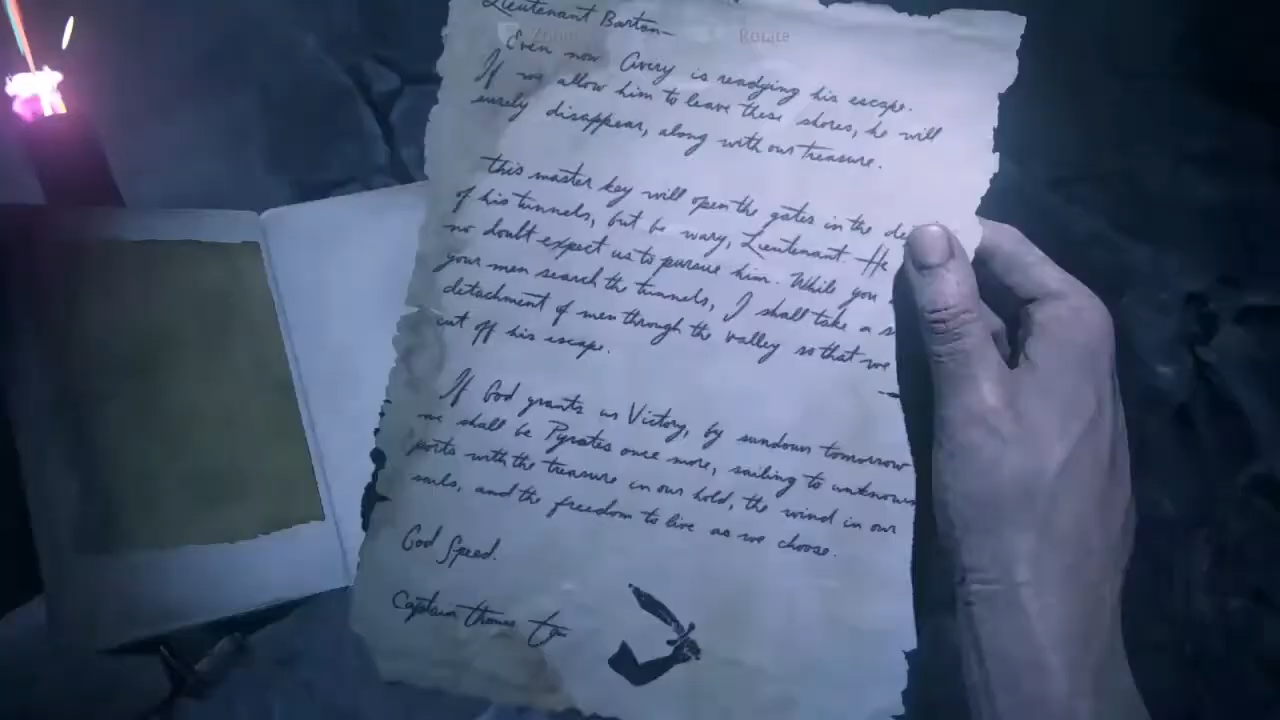 Lieutenant Barton—
Zoom Rotate
Even now Avery is readying his escape.
If we allow him to leave these shores, he will
surely disappear, along with our treasure.
this master key will open the gates in the
of his tunnels, but be wary, Lieutenant He
no doubt expect us to pursue him. While you
your men search the tunnels, I shall take a
detachment of men through the valley so that we
cut off his escape.
If God grants us Victory, by sundown tomorrow
we shall be Pyrates once more, sailing to unknown
ports with the treasure in our hold, the wind in our
sails, and the freedom to live as we choose.
God Speed.
Captain Thomas